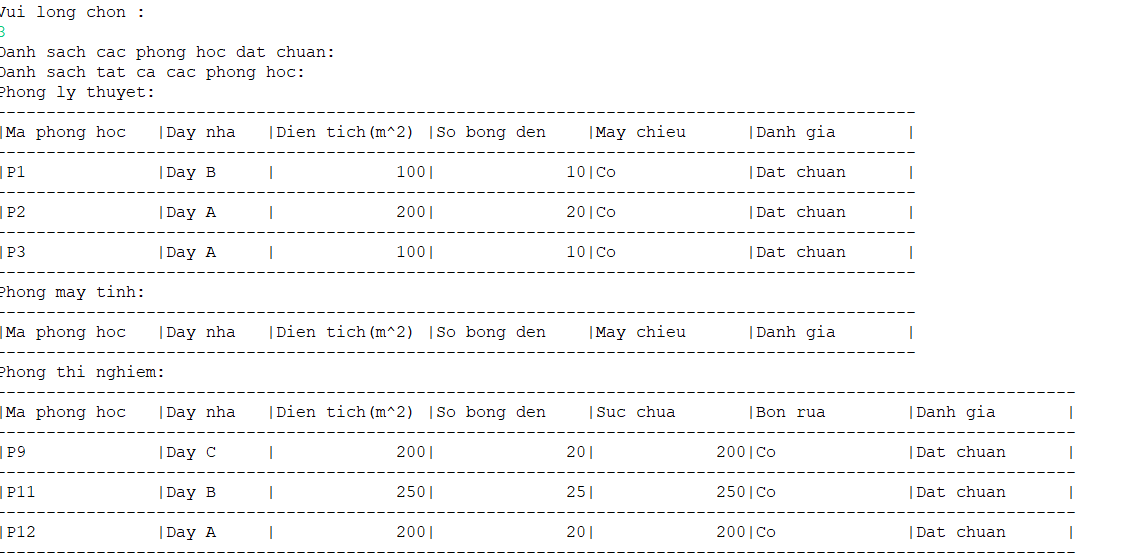 Vui long chon :
3
Danh sach cac phong hoc dat chuan:
Danh sach tat ca cac phong hoc:
Phong ly thuyet:
--------------------------------------------------------------------------------------------
|Ma phong hoc   |Day nha   |Dien tich(m^2) |So bong den    |May chieu      |Danh gia       |
--------------------------------------------------------------------------------------------
|P1             |Day B     |            100|             10|Co             |Dat chuan      |
--------------------------------------------------------------------------------------------
|P2             |Day A     |            200|             20|Co             |Dat chuan      |
--------------------------------------------------------------------------------------------
|P3             |Day A     |            100|             10|Co             |Dat chuan      |
--------------------------------------------------------------------------------------------
Phong may tinh:
--------------------------------------------------------------------------------------------
|Ma phong hoc   |Day nha   |Dien tich(m^2) |So bong den    |May chieu      |Danh gia       |
--------------------------------------------------------------------------------------------
Phong thi nghiem:
------------------------------------------------------------------------------------------------------------
|Ma phong hoc   |Day nha   |Dien tich(m^2) |So bong den    |Suc chua       |Bon rua        |Danh gia       |
------------------------------------------------------------------------------------------------------------
|P9             |Day C     |            200|             20|            200|Co             |Dat chuan      |
------------------------------------------------------------------------------------------------------------
|P11            |Day B     |            250|             25|            250|Co             |Dat chuan      |
------------------------------------------------------------------------------------------------------------
|P12            |Day A     |            200|             20|            200|Co             |Dat chuan      |
------------------------------------------------------------------------------------------------------------